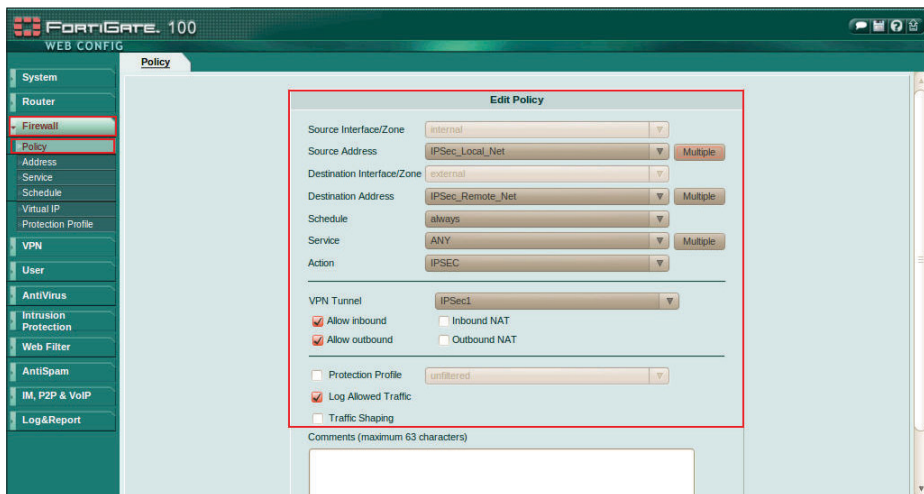 FORTIGATE. 100
WEB CONFIG
Policy
System
Router
Firewall
Policy
Address
Service
Schedule
Virtual IP
Protection Profile
VPN
User
AntiVirus
Intrusion
Protection
Web Filter
AntiSpam
IM, P2P & VoIP
Log&Report
Edit Policy
Source Interface/Zone internal
Source Address IPSec_Local_Net Multiple
Destination Interface/Zone external
Destination Address IPSec_Remote_Net Multiple
Schedule always
Service ANY Multiple
Action IPSEC
VPN Tunnel IPSec1
Allow inbound Inbound NAT
Allow outbound Outbound NAT
Protection Profile unfiltered
Log Allowed Traffic
Traffic Shaping
Comments (maximum 63 characters)